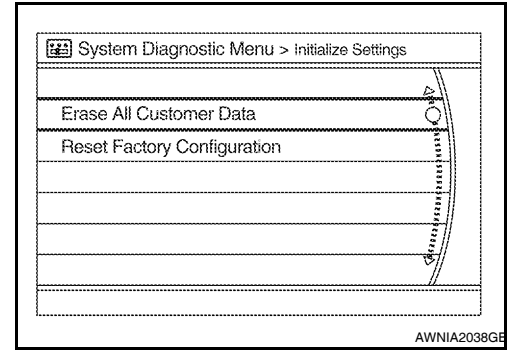 System Diagnostic Menu > Initialize Settings
Erase All Customer Data
Reset Factory Configuration
AWNIA2038GB